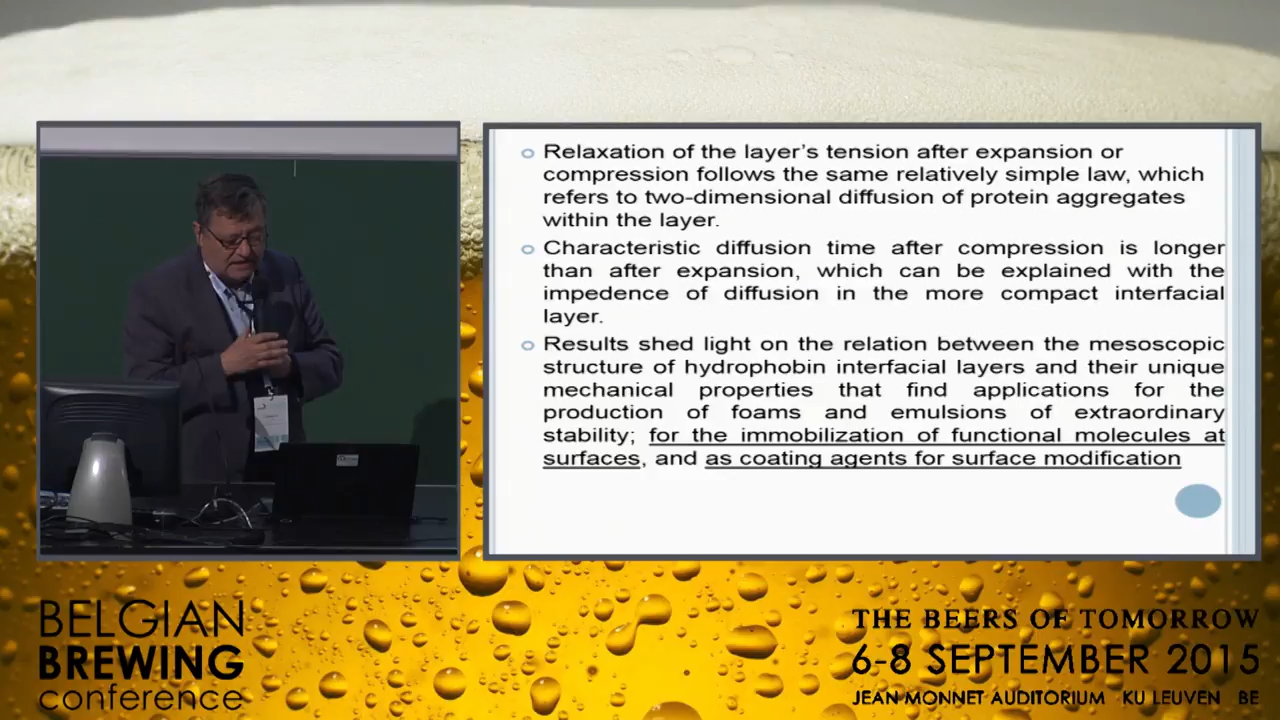 Relaxation of the layer's tension after expansion or
compression follows the same relatively simple law, which
refers to two-dimensional diffusion of protein aggregates
within the layer.
Characteristic diffusion time after compression is longer
than after expansion, which can be explained with the
impedence of diffusion in the more compact interfacial
layer.
Results shed light on the relation between the mesoscopic
structure of hydrophobin interfacial layers and their unique
mechanical properties that find applications for the
production of foams and emulsions of extraordinary
stability; for the immobilization of functional molecules at
surfaces, and as coating agents for surface modification
BELGIAN
BREWING
conference
THE BEERS OF TOMORROW
6-8 SEPTEMBER 2015
JEAN MONNET AUDITORIUM KU LEUVEN BE